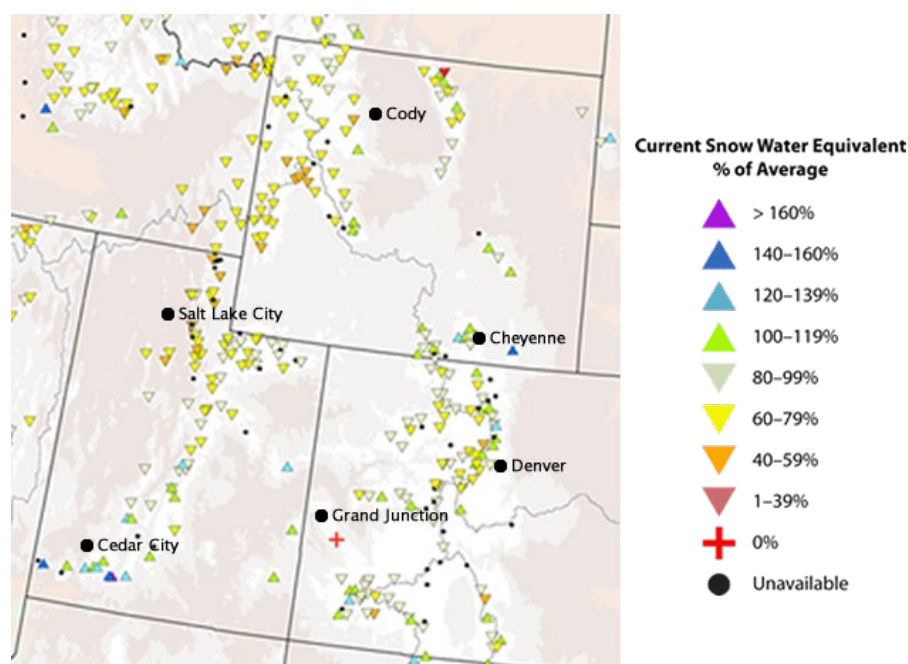 Cody
Salt Lake City
Cheyenne
Denver
Grand Junction
Cedar City
Current Snow Water Equivalent
% of Average
> 160%
140–160%
120–139%
100–119%
80–99%
60–79%
40–59%
1–39%
0%
Unavailable